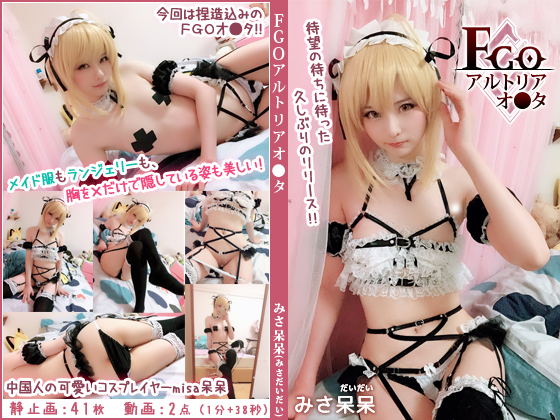 今回は捏造込みの
FGOオ●タ!!
メイド服もランジェリーも、
胸を×だけで隠している姿も美しい!
中国人の可愛いコスプレイヤーmisa呆呆
静止画:41枚 動画:2点 (1分+38秒)
FGOアルトリアオ●タ
みさ呆呆(みさだいだい)
待望の待ちに待った
久しぶりのリリース!!
FGO
アルトリア
オ●タ
だいだい
みさ呆呆